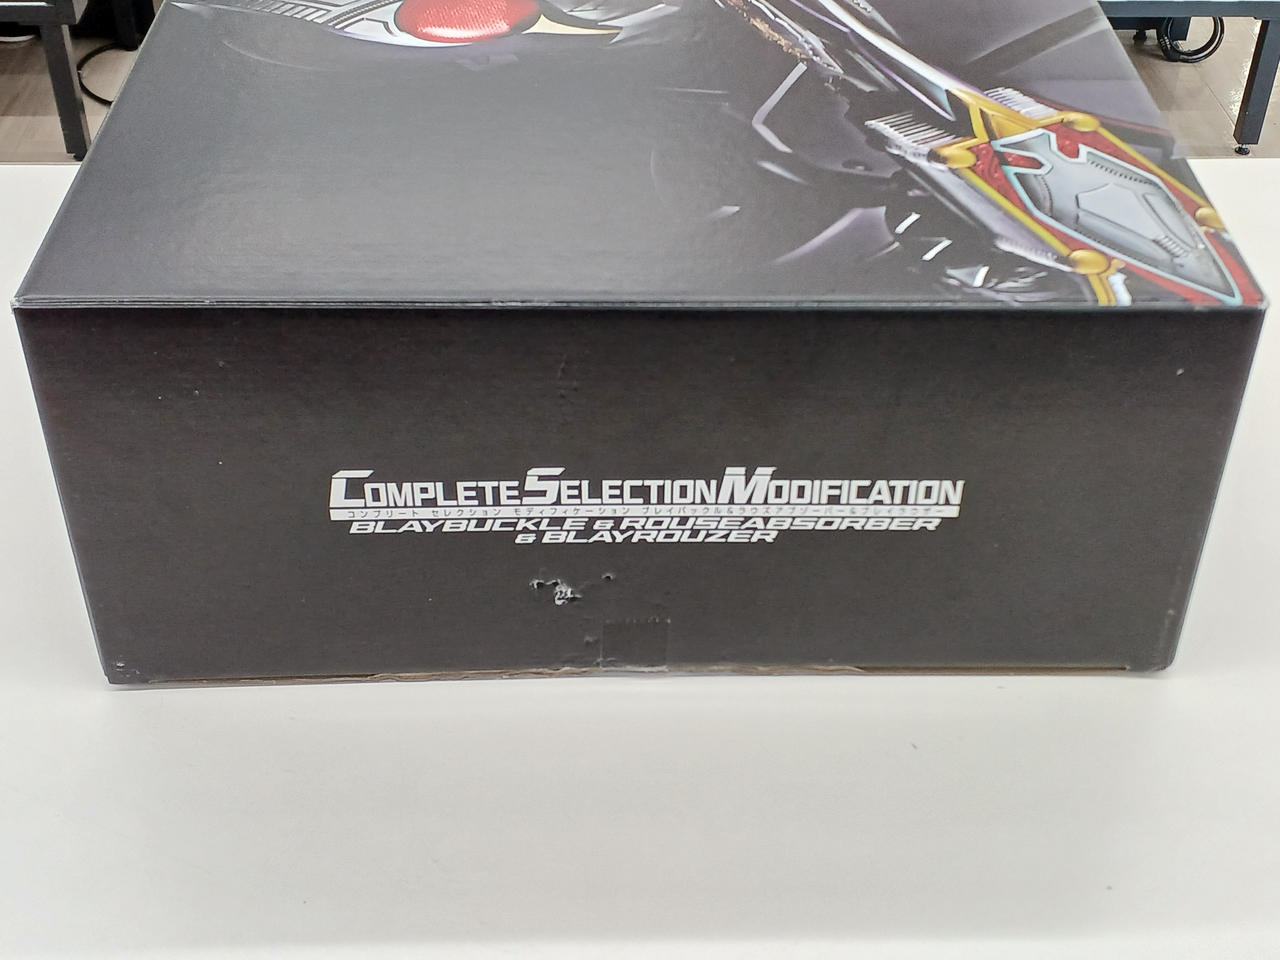 COMPLETE SELECTION MODIFICATION
コンプリート セレクション モディフィケーション ブレイバックル&ラウズアブゾーバー&ブレイラウザー
BLAYBUCKLE & ROUSEABSORBER
& BLAYROUZER